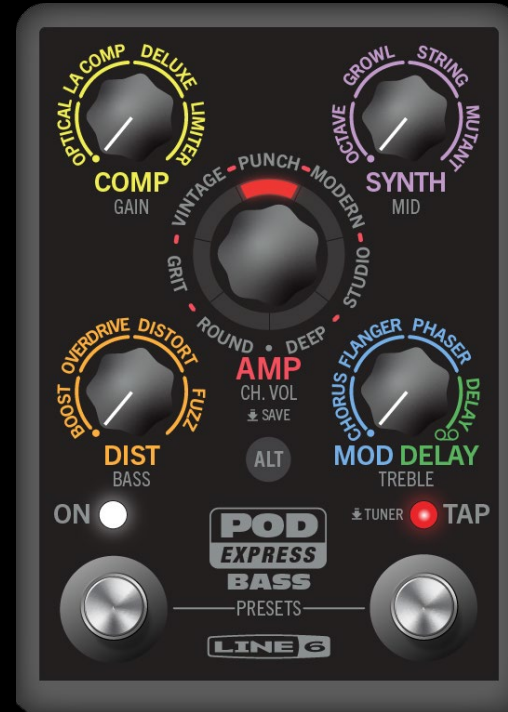 OPTICAL LA COMP DELUXE LIMITER
COMP
GAIN
OCTAVE GROWL STRING MUTANT
SYNTH
MID
ROUND GRIT VINTAGE PUNCH MODERN STUDIO DEEP
AMP
CH. VOL
SAVE
BOOST OVERDRIVE DISTORT FUZZ
DIST
BASS
CHORUS FLANGER PHASER DELAY
MOD DELAY
TREBLE
ALT
ON
TUNER
TAP
POD
EXPRESS
BASS
PRESETS
LINE 6